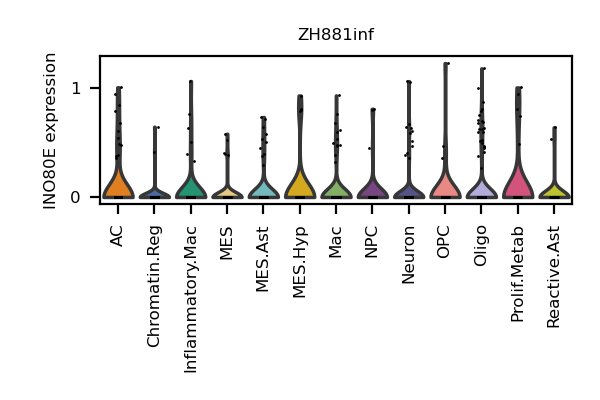 ZH881inf
INO80E expression
1
0
AC
Chromatin.Reg
Inflammatory.Mac
MES
MES.Ast
MES.Hyp
Mac
NPC
Neuron
OPC
Oligo
Prolif.Metab
Reactive.Ast